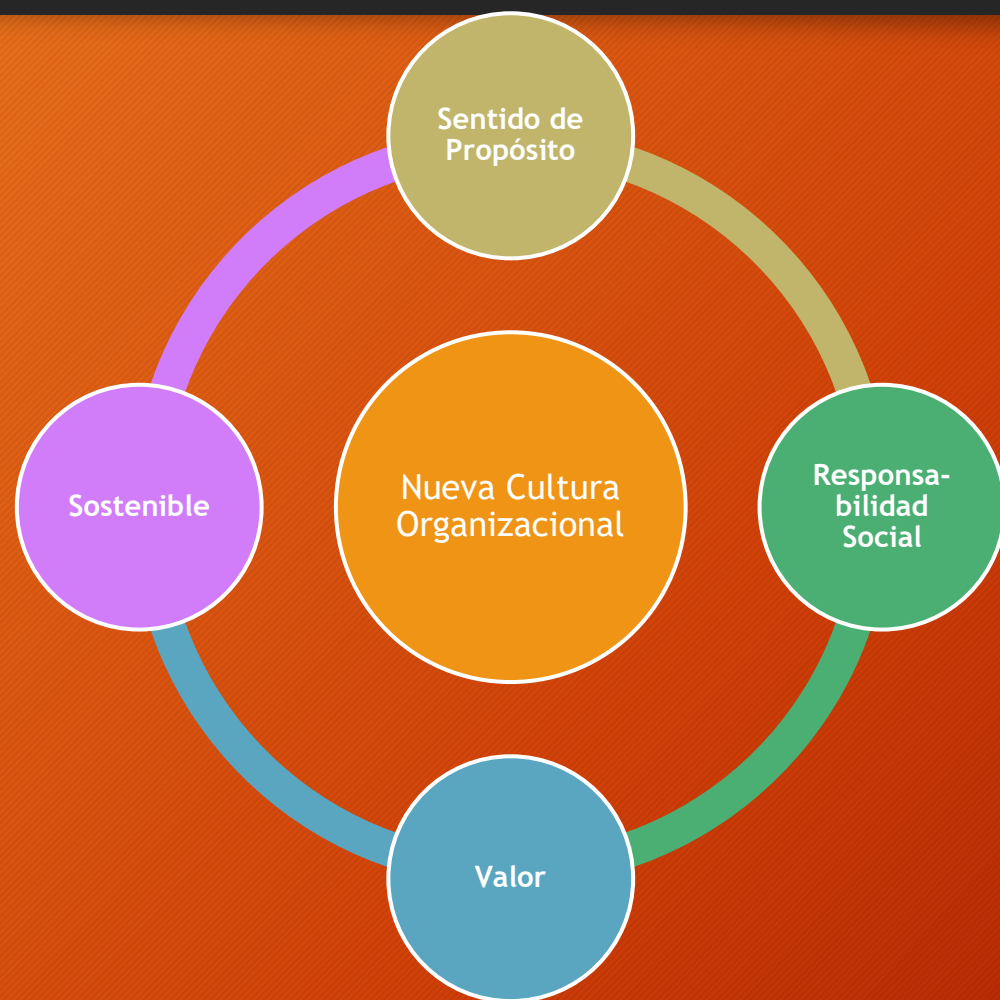 Sentido de
Propósito
Nueva Cultura
Organizacional
Sostenible
Responsa-
bilidad
Social
Valor